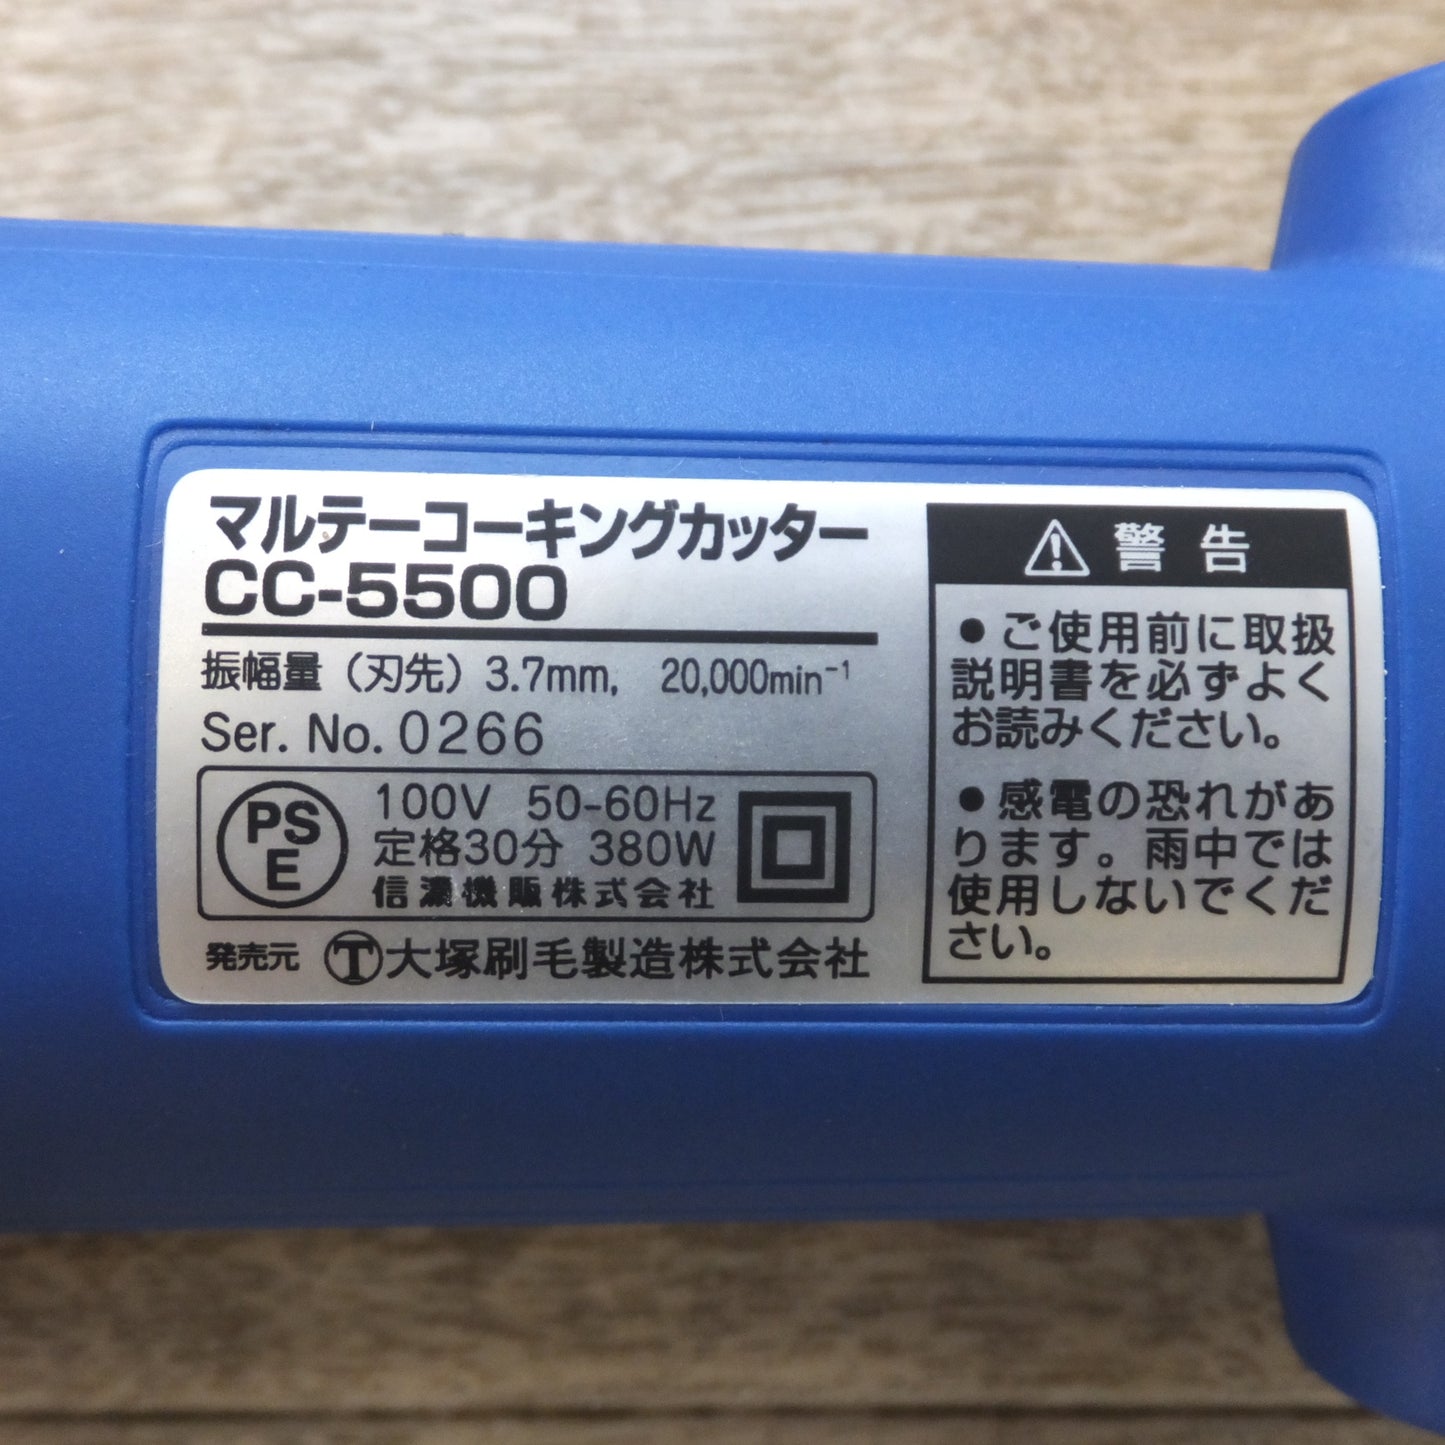 マルテーコーキングカッター
CC-5500
振幅量（刃先）3.7mm, 20,000min⁻¹
Ser. No. 0266
PS
E
100V 50-60Hz
定格30分 380W
信濃機販株式会社
発売元 T大塚刷毛製造株式会社
警告
●ご使用前に取扱
説明書を必ずよく
お読みください。
●感電の恐れがあ
ります。雨中では
使用しないでくだ
さい。